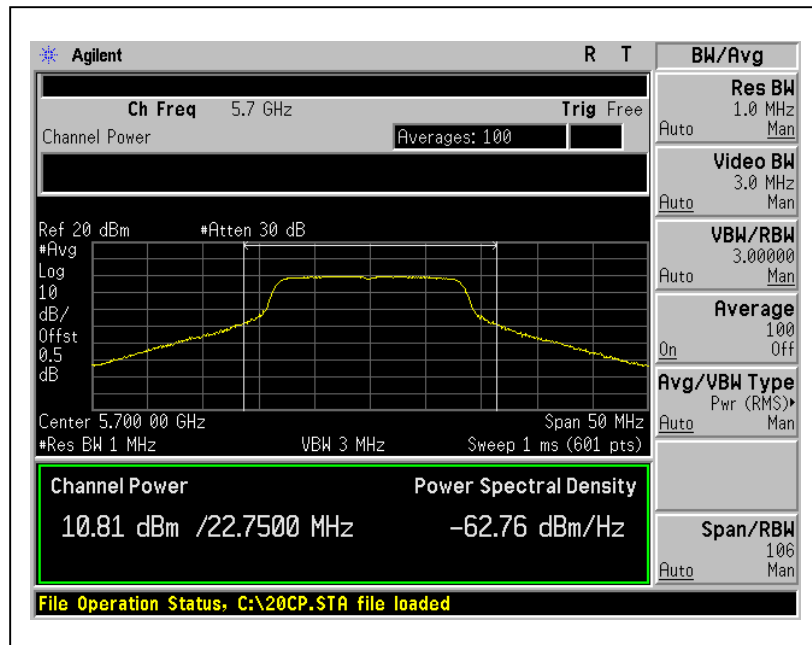 Agilent R T
Ch Freq 5.7 GHz Trig Free
Channel Power Averages: 100
Ref 20 dBm #Atten 30 dB
#Avg
Log
10
dB/
Offst
0.5
dB
Center 5.700 00 GHz Span 50 MHz
#Res BW 1 MHz VBW 3 MHz Sweep 1 ms (601 pts)
Channel Power Power Spectral Density
10.81 dBm /22.7500 MHz -62.76 dBm/Hz
File Operation Status, C:\20CP.STA file loaded
BW/Avg
Res BW
1.0 MHz
Auto Man
Video BW
3.0 MHz
Auto Man
VBW/RBW
3.00000
Auto Man
Average
100
On Off
Avg/VBW Type
Pwr (RMS)▸
Auto Man
Span/RBW
106
Auto Man